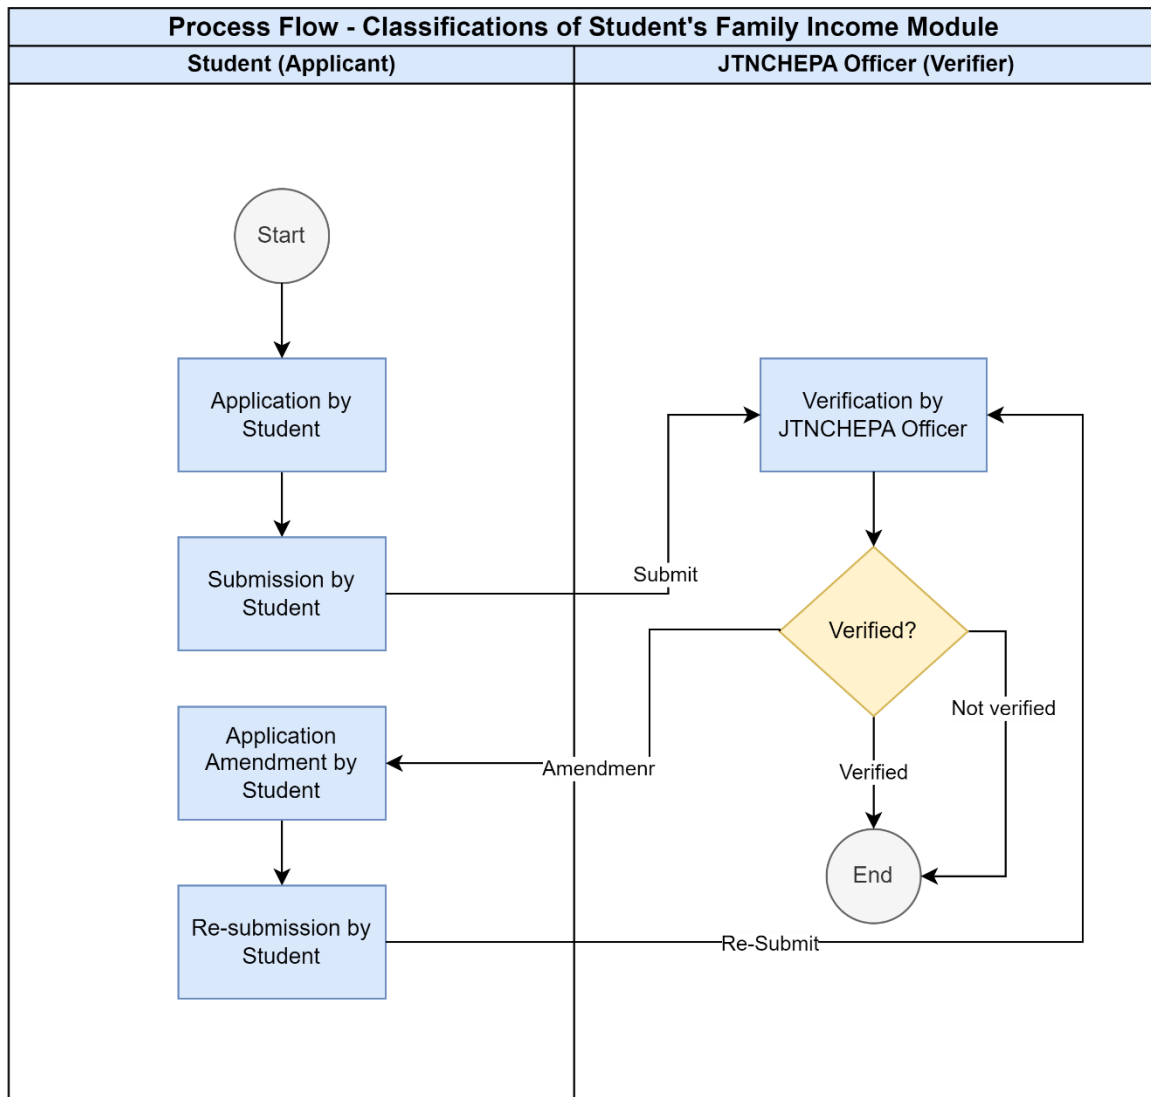 Process Flow - Classifications of Student's Family Income Module
Student (Applicant)
JTNCHEPA Officer (Verifier)
Start
Application by
Student
Submission by
Student
Submit
Verification by
JTNCHEPA Officer
Verified?
Not verified
Verified
Amendmenr
Application
Amendment by
Student
End
Re-submission by
Student
Re-Submit